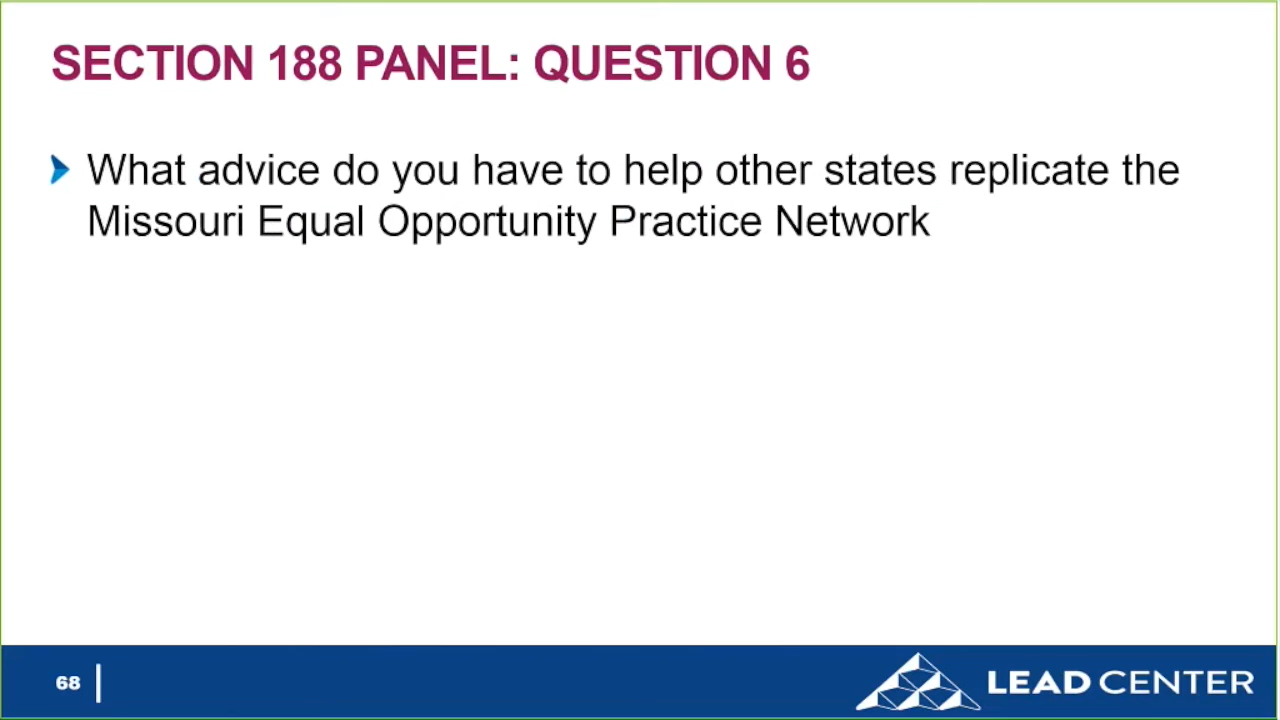 SECTION 188 PANEL: QUESTION 6
What advice do you have to help other states replicate the
Missouri Equal Opportunity Practice Network
68
LEAD CENTER